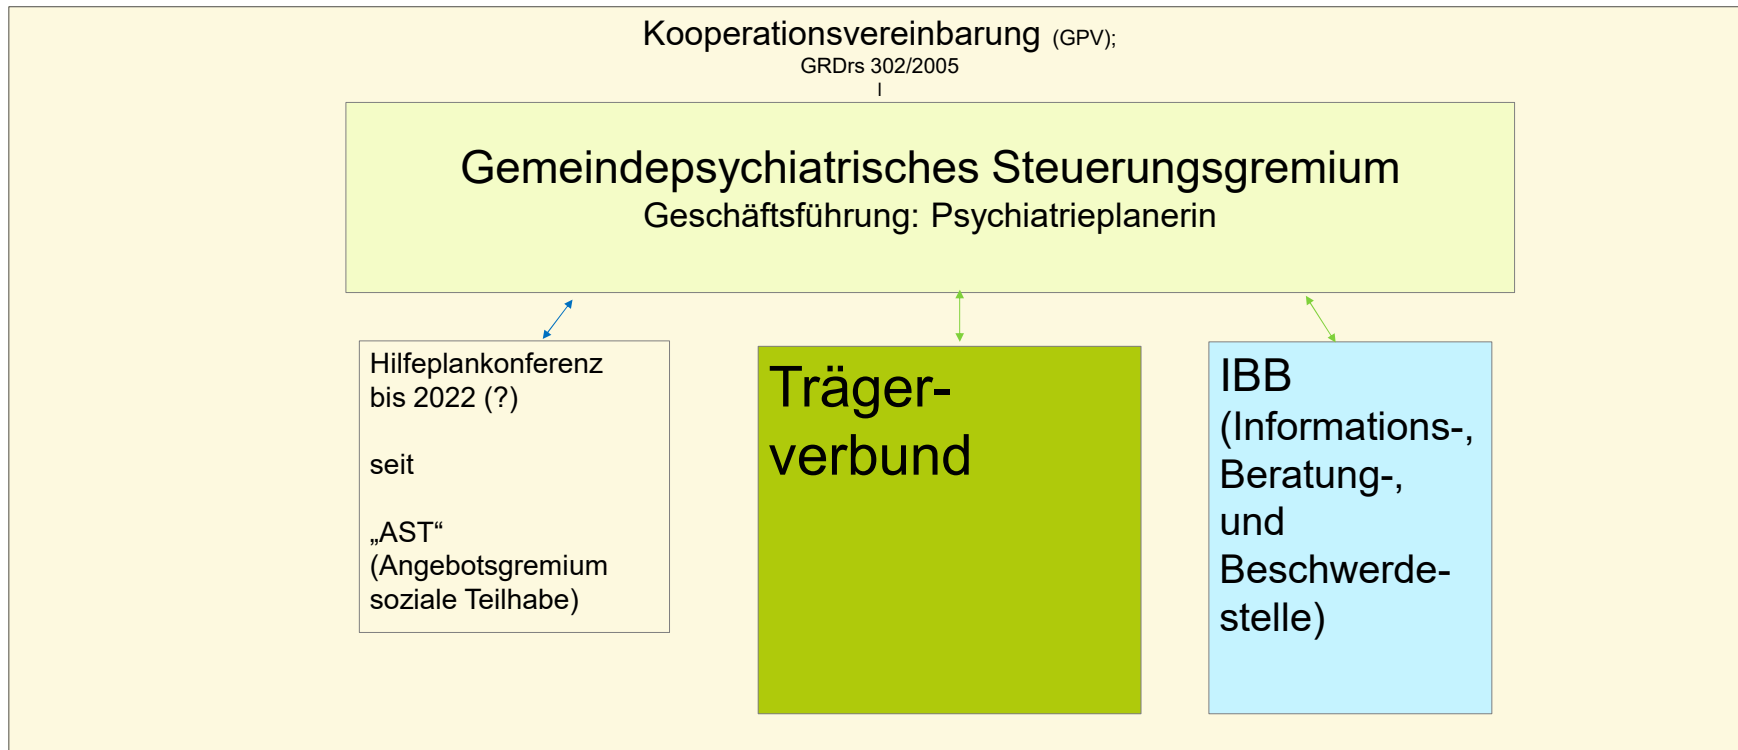 Kooperationsvereinbarung (GPV);
GRDrs 302/2005
I
Gemeindepsychiatrisches Steuerungsgremium
Geschäftsführung: Psychiatrieplanerin
Hilfeplankonferenz
bis 2022 (?)
seit
„AST“
(Angebotsgremium
soziale Teilhabe)
Träger-
verbund
IBB
(Informations-,
Beratung-,
und
Beschwerde-
stelle)